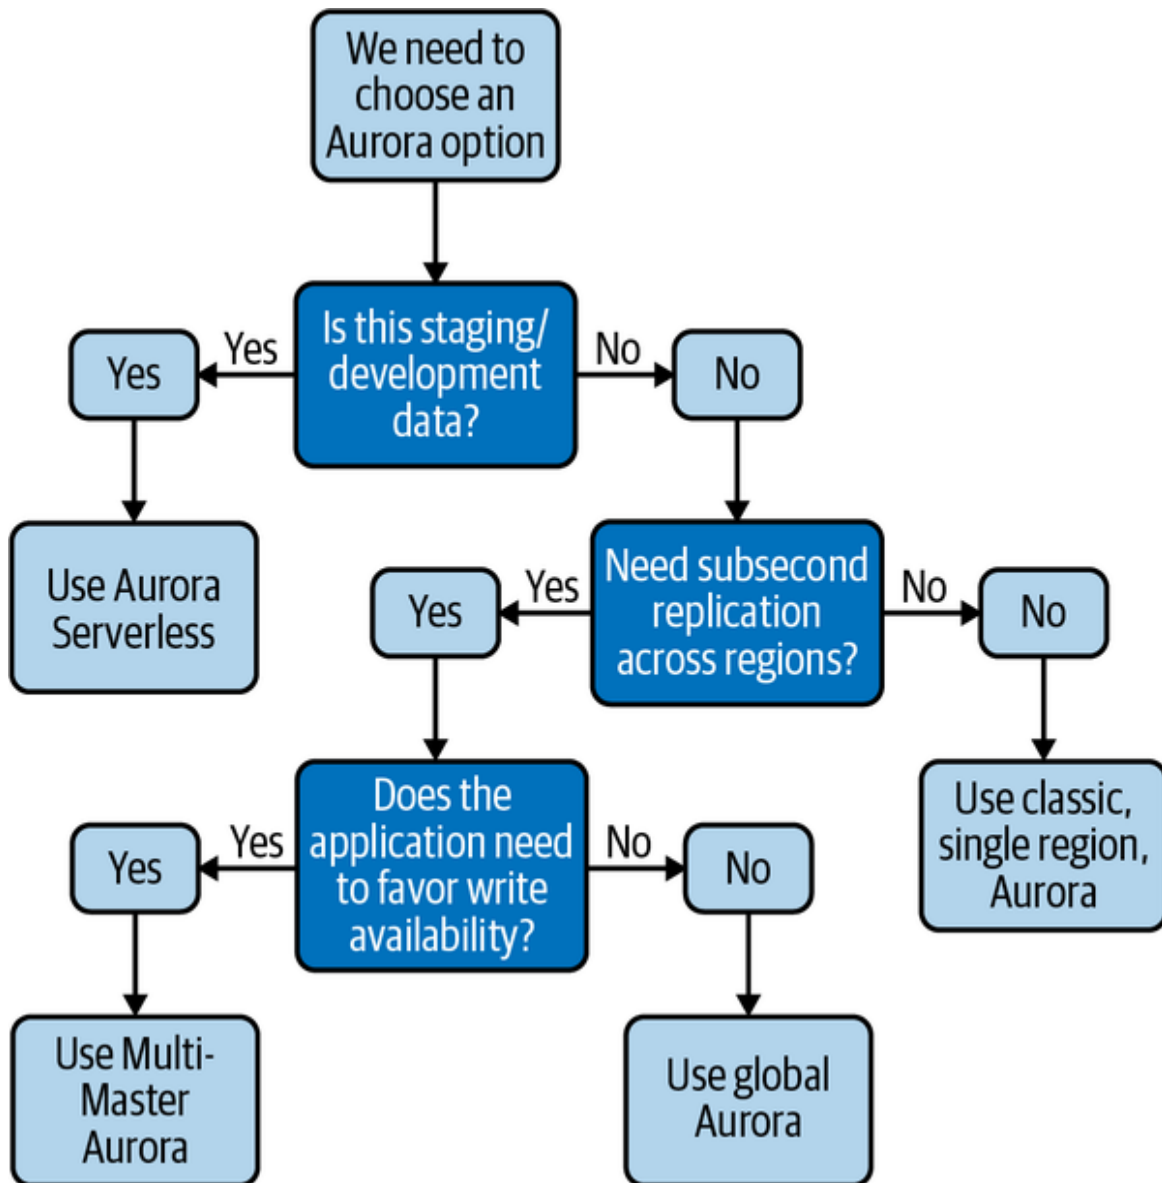 We need to
choose an
Aurora option
Is this staging/
development
data?
Yes
Yes
No
No
Use Aurora
Serverless
Need subsecond
replication
across regions?
Yes
Yes
No
No
Does the
application need
to favor write
availability?
Yes
Yes
No
No
Use classic,
single region,
Aurora
Use Multi-
Master
Aurora
Use global
Aurora